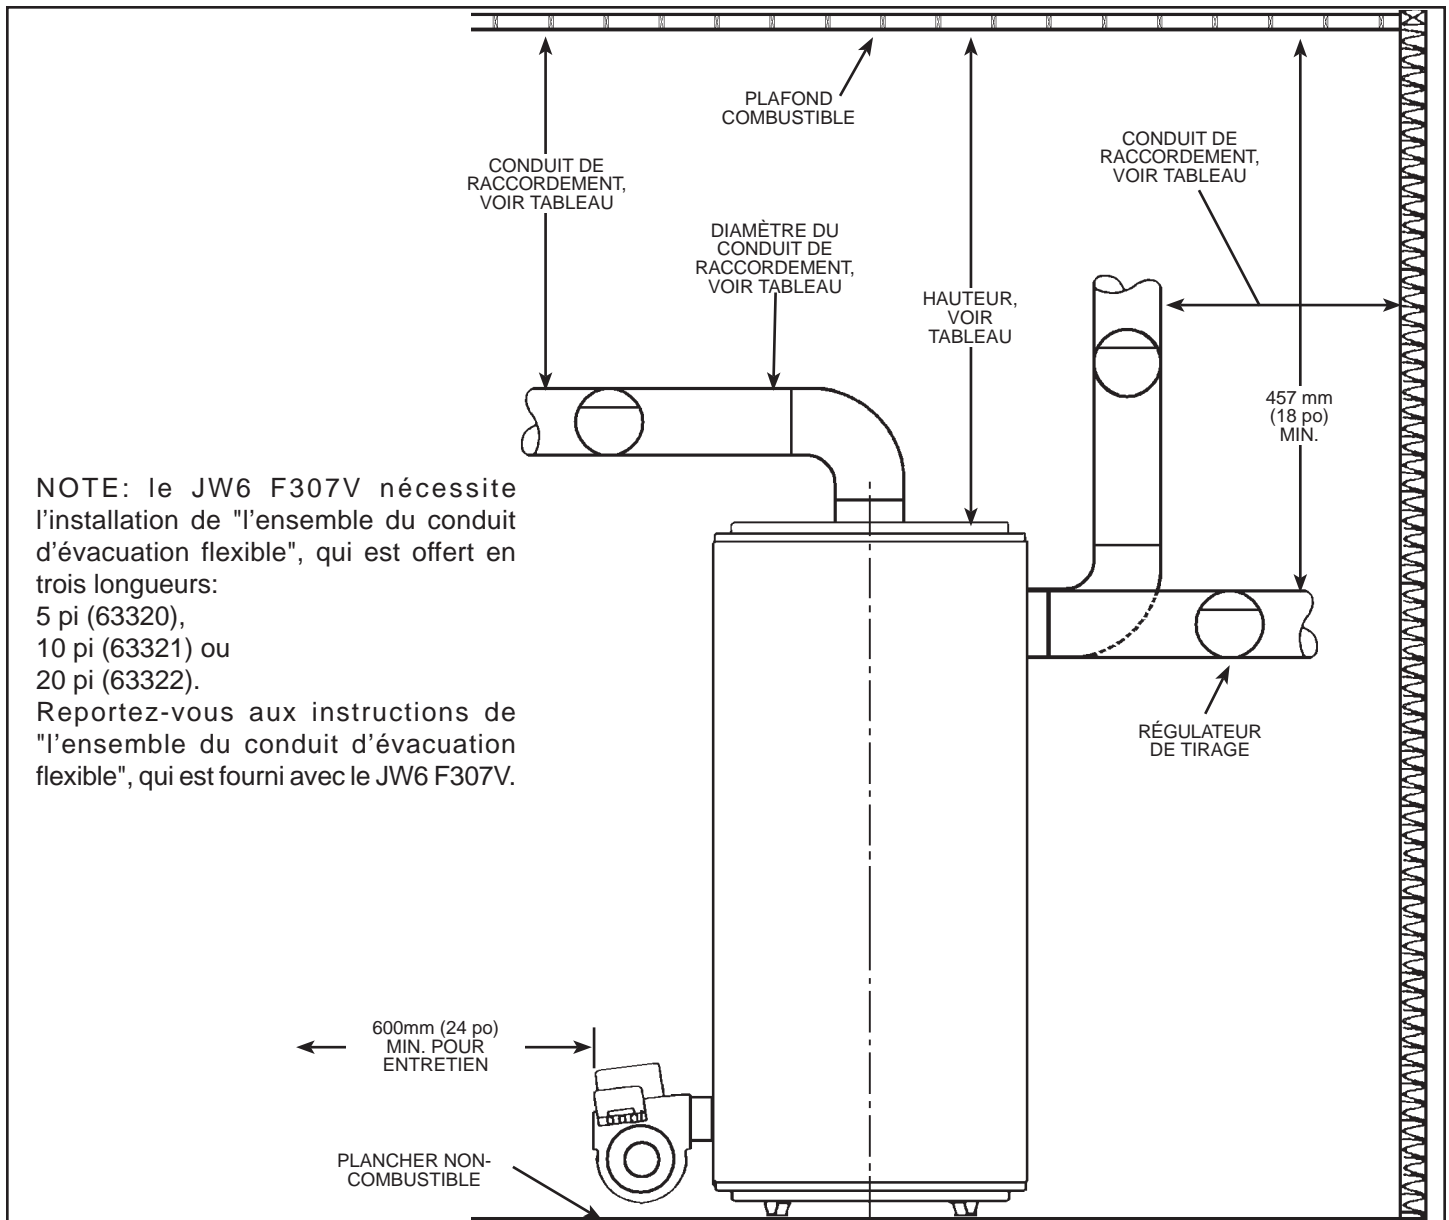 PLAFOND
COMBUSTIBLE
CONDUIT DE
RACCORDEMENT,
VOIR TABLEAU
CONDUIT DE
RACCORDEMENT,
VOIR TABLEAU
DIAMÈTRE DU
CONDUIT DE
RACCORDEMENT,
VOIR TABLEAU
HAUTEUR,
VOIR
TABLEAU
457 mm
(18 po)
MIN.
NOTE: le JW6 F307V nécessite
l'installation de "l'ensemble du conduit
d'évacuation flexible", qui est offert en
trois longueurs:
5 pi (63320),
10 pi (63321) ou
20 pi (63322).
Reportez-vous aux instructions de
"l'ensemble du conduit d'évacuation
flexible", qui est fourni avec le JW6 F307V.
RÉGULATEUR
DE TIRAGE
600mm (24 po)
MIN. POUR
ENTRETIEN
PLANCHER NON-
COMBUSTIBLE